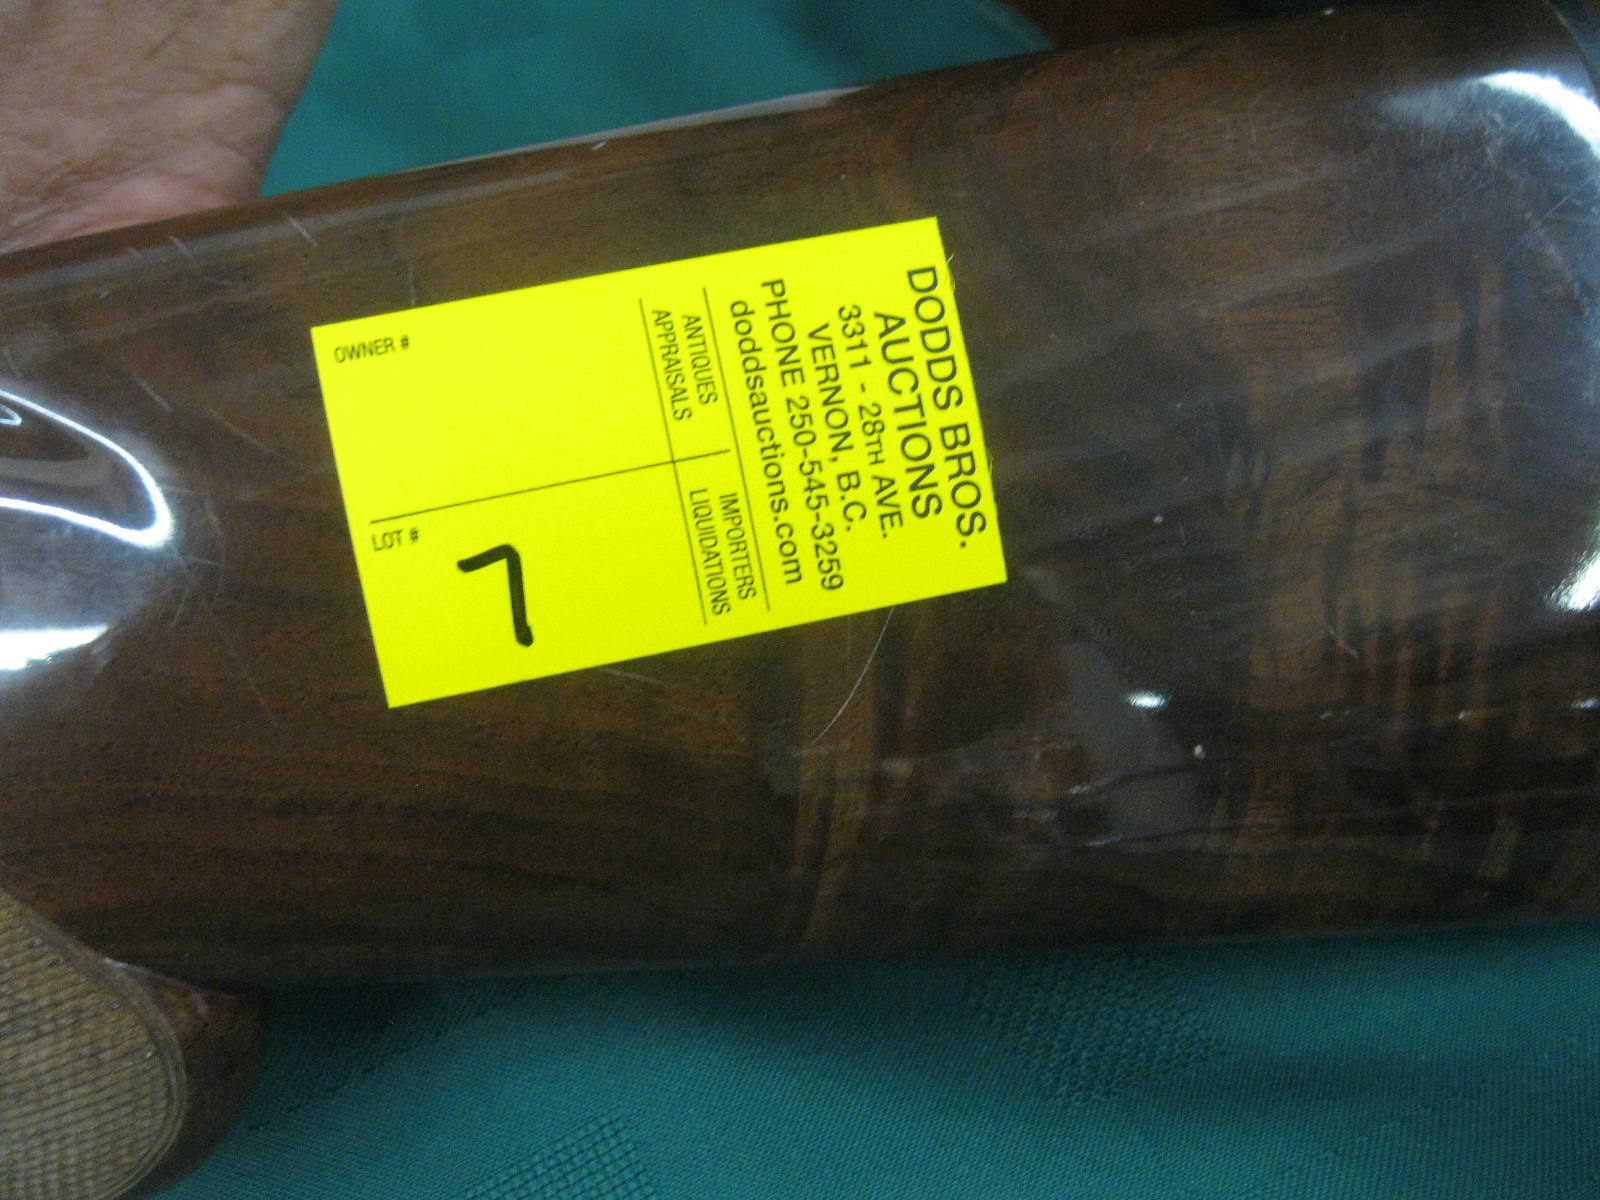 DODDS BROS.
AUCTIONS
3311 - 28TH AVE.
VERNON, B.C.
PHONE 250-545-3259
doddsauctions.com
ANTIQUES
APPRAISALS
IMPORTERS
LIQUIDATIONS
OWNER #
LOT #
7